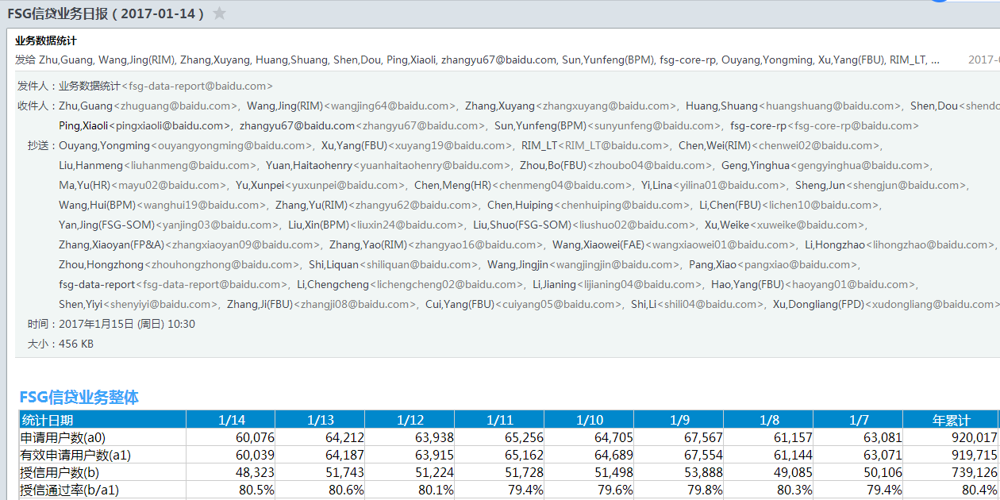 FSG信贷业务日报 ( 2017-01-14 )
业务数据统计
发给 Zhu,Guang, Wang,Jing(RIM), Zhang,Xuyang, Huang,Shuang, Shen,Dou, Ping,Xiaoli, zhangyu67@baidu.com, Sun,Yunfeng(BPM), fsg-core-rp, Ouyang,Yongming, Xu,Yang(FBU), RIM_LT, ... 2017-
发件人：业务数据统计<fsg-data-report@baidu.com>
收件人：Zhu,Guang<zhuguang@baidu.com>, Wang,Jing(RIM)<wangjing64@baidu.com>, Zhang,Xuyang<zhangxuyang@baidu.com>, Huang,Shuang<huangshuang@baidu.com>, Shen,Dou<shendo
Ping,Xiaoli<pingxiaoli@baidu.com>, zhangyu67@baidu.com<zhangyu67@baidu.com>, Sun,Yunfeng(BPM)<sunyunfeng@baidu.com>, fsg-core-rp<fsg-core-rp@baidu.com>
抄送：Ouyang,Yongming<ouyangyongming@baidu.com>, Xu,Yang(FBU)<xuyang19@baidu.com>, RIM_LT<RIM_LT@baidu.com>, Chen,Wei(RIM)<chenwei02@baidu.com>,
Liu,Hanmeng<liuhanmeng@baidu.com>, Yuan,Haitaohenry<yuanhaitaohenry@baidu.com>, Zhou,Bo(FBU)<zhoubo04@baidu.com>, Geng,Yinghua<gengyinghua@baidu.com>,
Ma,Yu(HR)<mayu02@baidu.com>, Yu,Xunpei<yuxunpei@baidu.com>, Chen,Meng(HR)<chenmeng04@baidu.com>, Yi,Lina<yilina01@baidu.com>, Sheng,Jun<shengjun@baidu.com>,
Wang,Hui(BPM)<wanghui19@baidu.com>, Zhang,Yu(RIM)<zhangyu62@baidu.com>, Chen,Huiping<chenhuiping@baidu.com>, Li,Chen(FBU)<lichen10@baidu.com>,
Yan,Jing(FSG-SOM)<yanjing03@baidu.com>, Liu,Xin(BPM)<liuxin24@baidu.com>, Liu,Shuo(FSG-SOM)<liushuo02@baidu.com>, Xu,Weike<xuweike@baidu.com>,
Zhang,Xiaoyan(FP&A)<zhangxiaoyan09@baidu.com>, Zhang,Yao(RIM)<zhangyao16@baidu.com>, Wang,Xiaowei(FAE)<wangxiaowei01@baidu.com>, Li,Hongzhao<lihongzhao@baidu.com>,
Zhou,Hongzhong<zhouhongzhong@baidu.com>, Shi,Liquan<shiliquan@baidu.com>, Wang,Jingjin<wangjingjin@baidu.com>, Pang,Xiao<pangxiao@baidu.com>,
fsg-data-report<fsg-data-report@baidu.com>, Li,Chengcheng<lichengcheng02@baidu.com>, Li,Jianing<lijianing04@baidu.com>, Hao,Yang(FBU)<haoyang01@baidu.com>,
Shen,Yiyi<shenyiyi@baidu.com>, Zhang,Ji(FBU)<zhangji08@baidu.com>, Cui,Yang(FBU)<cuiyang05@baidu.com>, Shi,Li<shili04@baidu.com>, Xu,Dongliang(FPD)<xudongliang@baidu.com>
时间：2017年1月15日 (周日) 10:30
大小：456 KB
FSG信贷业务整体
统计日期 1/14 1/13 1/12 1/11 1/10 1/9 1/8 1/7 年累计
申请用户数(a0) 60,076 64,212 63,938 65,256 64,705 67,567 61,157 63,081 920,017
有效申请用户数(a1) 60,039 64,187 63,915 65,162 64,689 67,554 61,144 63,071 919,715
授信用户数(b) 48,323 51,743 51,224 51,728 51,498 53,888 49,085 50,106 739,126
授信通过率(b/a1) 80.5% 80.6% 80.1% 79.4% 79.6% 79.8% 80.3% 79.4% 80.4%